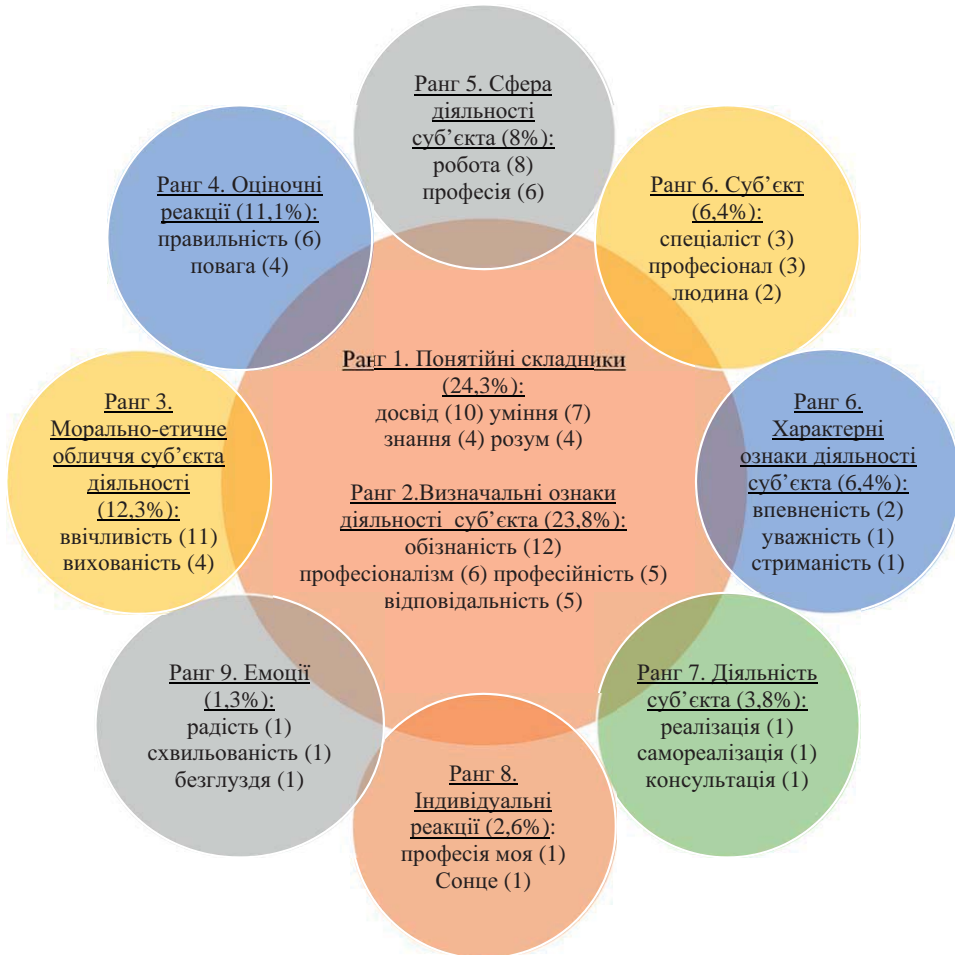 Ранг 5. Сфера
діяльності
суб’єкта (8%):
робота (8)
професія (6)
Ранг 4. Оціночні
реакції (11,1%):
правильність (6)
повага (4)
Ранг 6. Суб’єкт
(6,4%):
спеціаліст (3)
професіонал (3)
людина (2)
Ранг 1. Понятійні складники
(24,3%):
досвід (10) уміння (7)
знання (4) розум (4)
Ранг 2.Визначальні ознаки
діяльності суб’єкта (23,8%):
обізнаність (12)
професіоналізм (6) професійність (5)
відповідальність (5)
Ранг 3.
Морально-етичне
обличчя суб’єкта
діяльності
(12,3%):
ввічливість (11)
вихованість (4)
Ранг 6.
Характерні
ознаки діяльності
суб’єкта (6,4%):
впевненість (2)
уважність (1)
стриманість (1)
Ранг 9. Емоції
(1,3%):
радість (1)
схвильованість (1)
безглуздя (1)
Ранг 8.
Індивідуальні
реакції (2,6%):
професія моя (1)
Сонце (1)
Ранг 7. Діяльність
суб’єкта (3,8%):
реалізація (1)
самореалізація (1)
консультація (1)